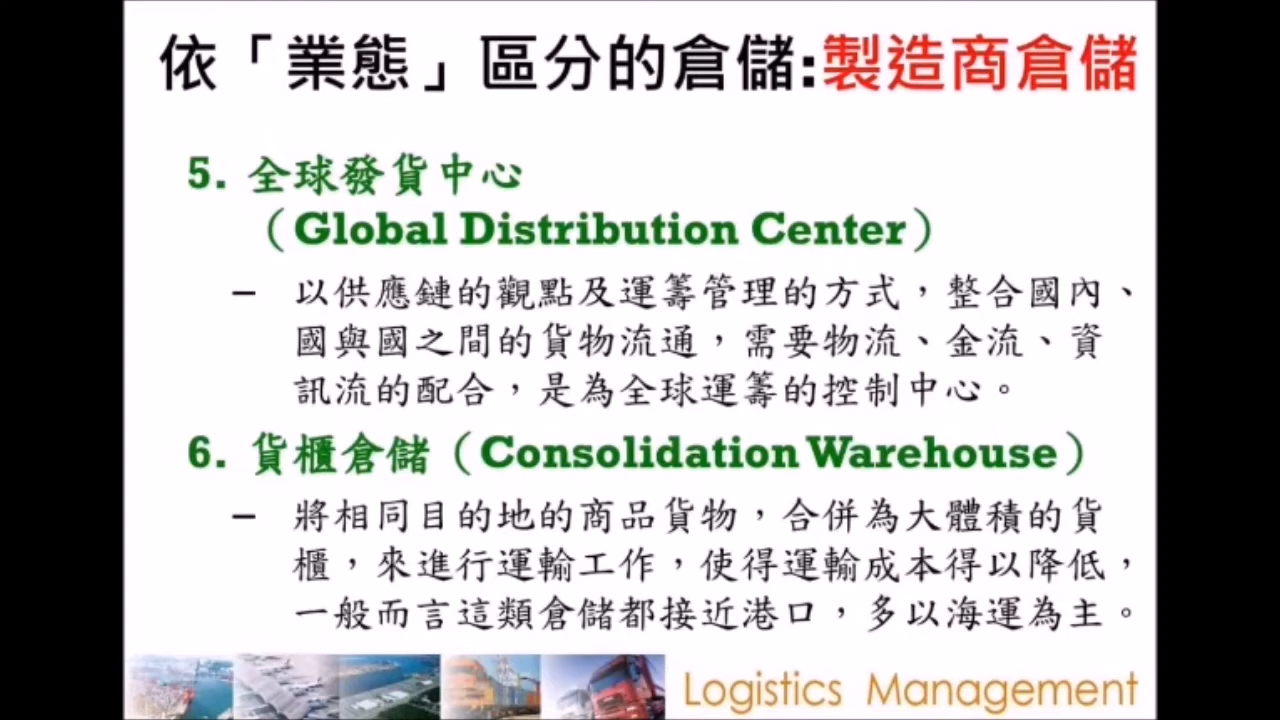 依「業態」區分的倉儲:製造商倉儲
5. 全球發貨中心
（Global Distribution Center）
– 以供應鏈的觀點及運籌管理的方式，整合國內、
國與國之間的貨物流通，需要物流、金流、資
訊流的配合，是為全球運籌的控制中心。
6. 貨櫃倉儲（Consolidation Warehouse）
– 將相同目的地的商品貨物，合併為大體積的貨
櫃，來進行運輸工作，使得運輸成本得以降低，
一般而言這類倉儲都接近港口，多以海運為主。
Logistics Management